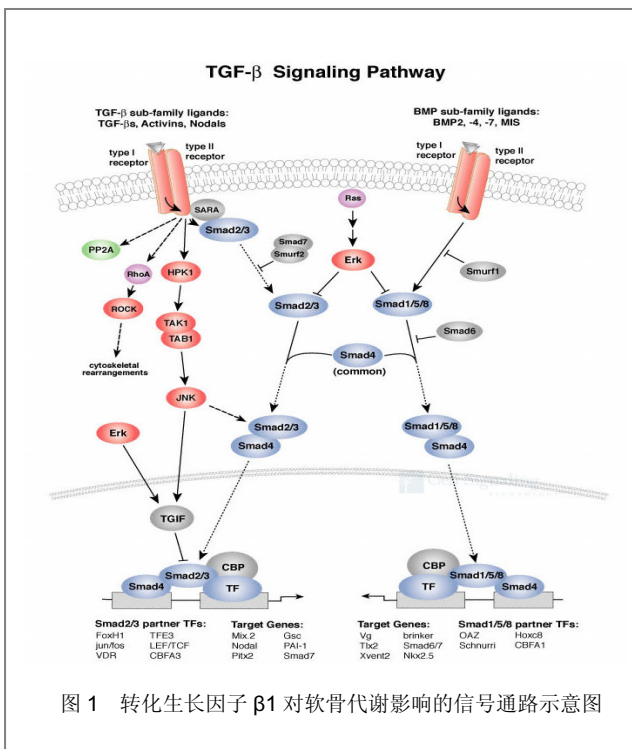 TGF-β Signaling Pathway
TGF-β sub-family ligands:
TGF-βs, Activins, Nodals
BMP sub-family ligands:
BMP2, -4, -7, MIS
type I
receptor
type II
receptor
type I
receptor
type II
receptor
SARA
Smad2/3
PP2A
RhoA
HPK1
Smad7
Smurf2
Ras
Erk
Smurf1
ROCK
TAK1
TAB1
Smad2/3
Smad1/5/8
Smad6
Smad4
(common)
cytoskeletal
rearrangements
JNK
Erk
Smad2/3
Smad4
Smad1/5/8
Smad4
TGIF
CBP
Smad2/3
TF
Smad4
CBP
TF
Smad1/5/8
Smad4
Smad2/3 partner TFs:
FoxH1 TFE3
jun/fos LEF/TCF
VDR CBFA3
Target Genes:
Mix.2 Gsc
Nodal PAI-1
Pitx2 Smad7
Target Genes:
Vg brinker
Tlx2 Smad6/7
Xvent2 Nkx2.5
Smad1/5/8 partner TFs:
OAZ Hoxc8
Schnurri CBFA1
图 1 转化生长因子 β1 对软骨代谢影响的信号通路示意图